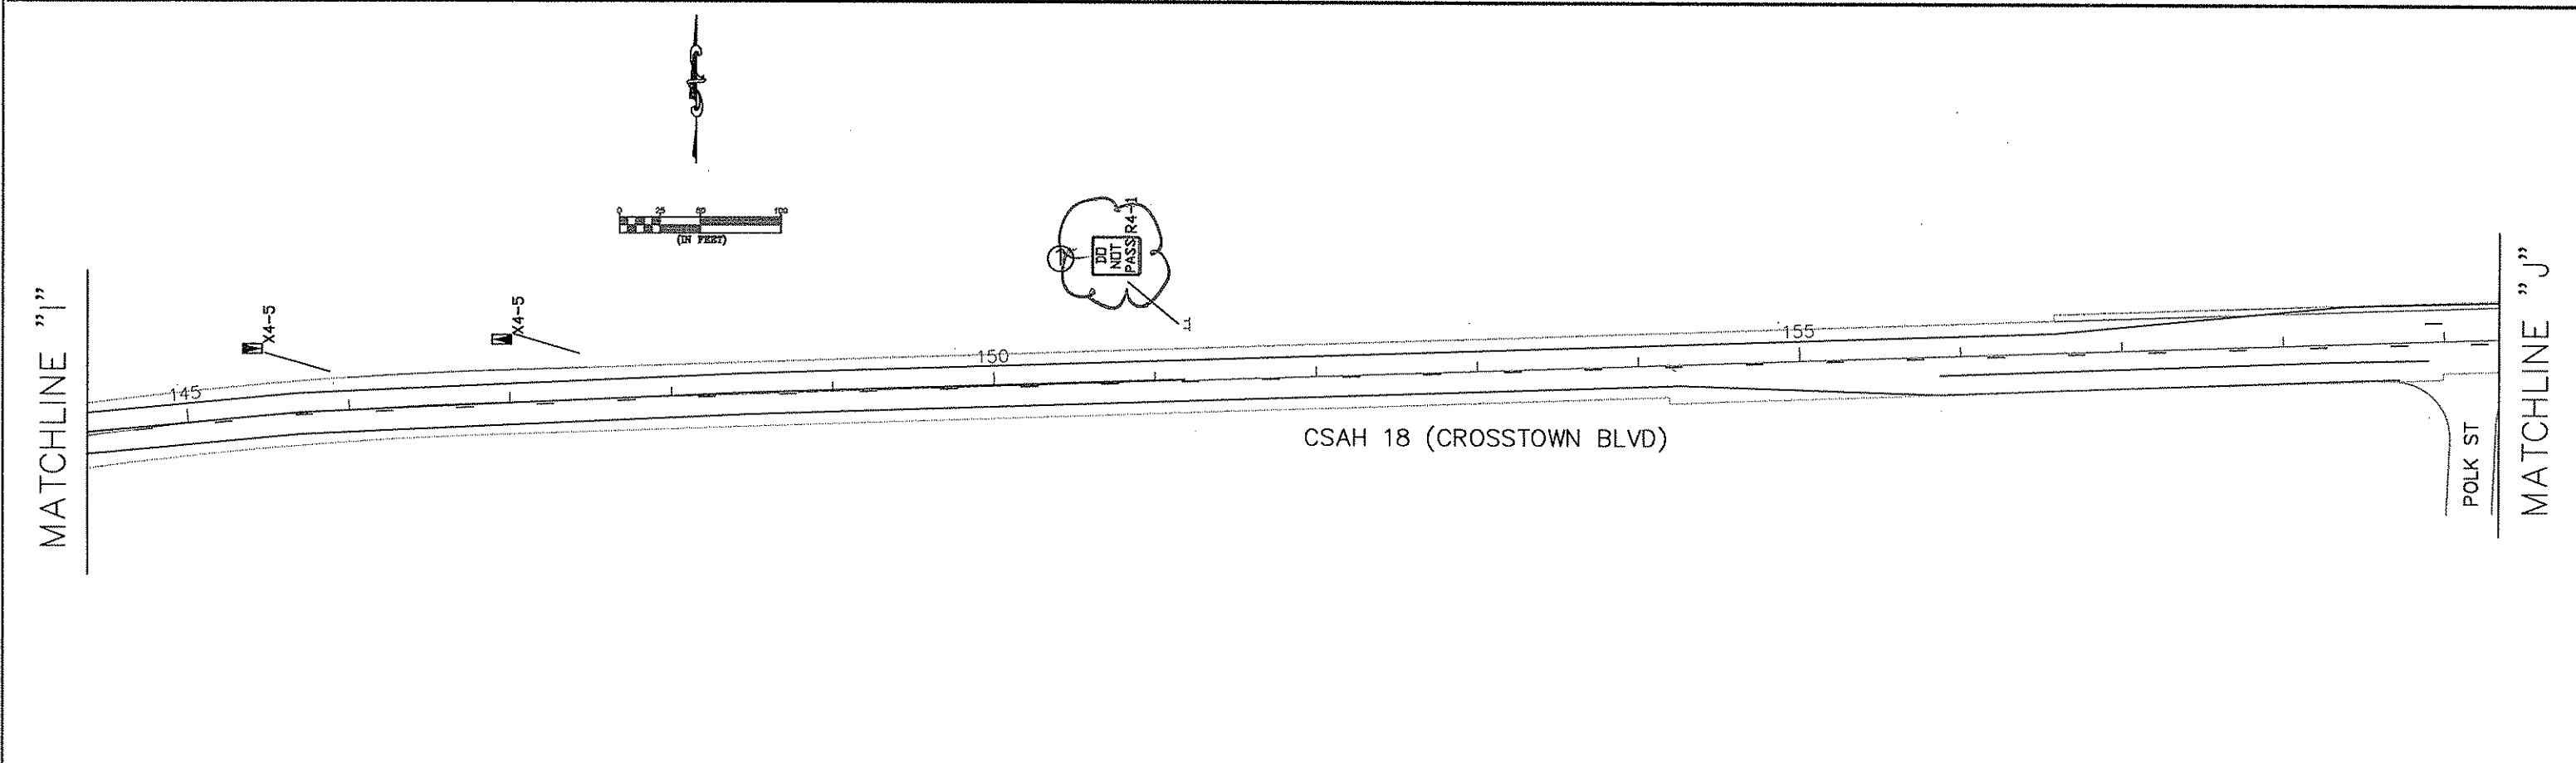 0 25 50 100
(IN FEET)
DO
NOT
PASS
R4-1
MATCHLINE "I"
X4-5
X4-5
145
150
155
CSAH 18 (CROSSTOWN BLVD)
POLK ST
MATCHLINE "J"